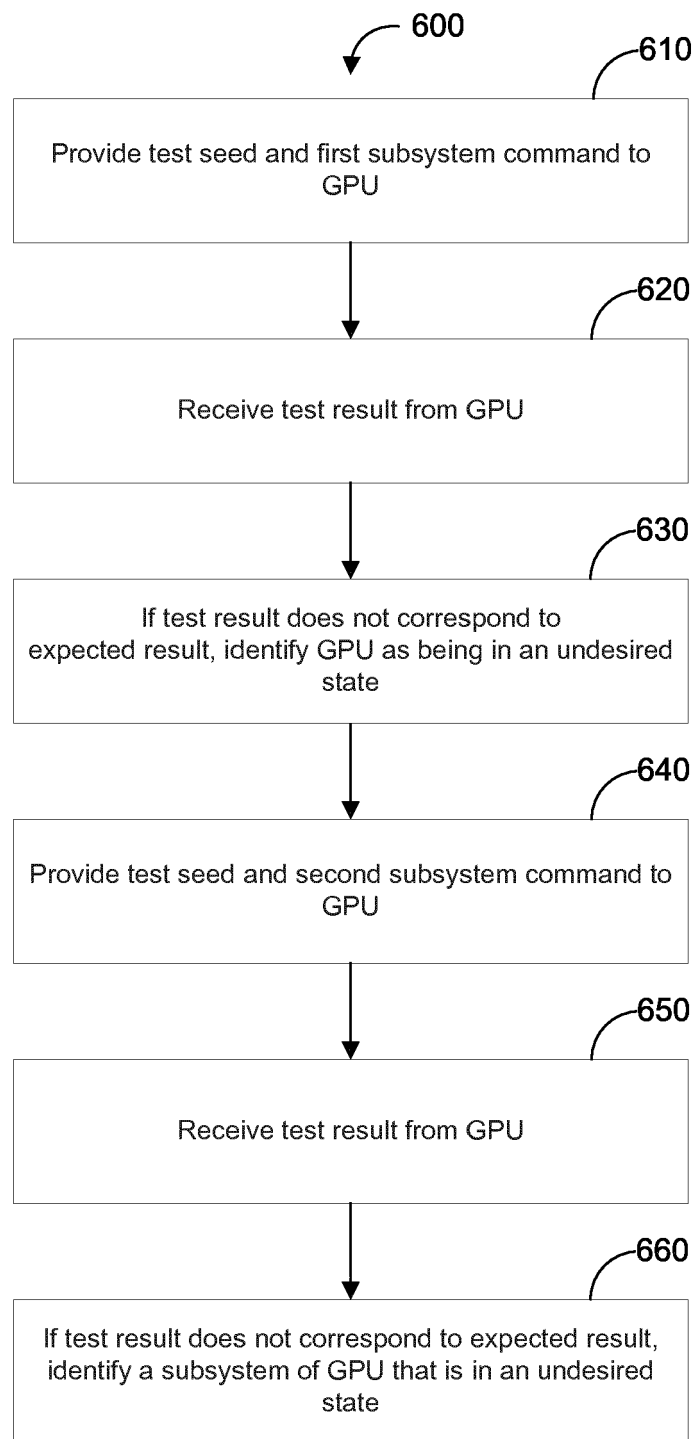 600
610
Provide test seed and first subsystem command to
GPU
620
Receive test result from GPU
630
If test result does not correspond to
expected result, identify GPU as being in an undesired
state
640
Provide test seed and second subsystem command to
GPU
650
Receive test result from GPU
660
If test result does not correspond to expected result,
identify a subsystem of GPU that is in an undesired
state